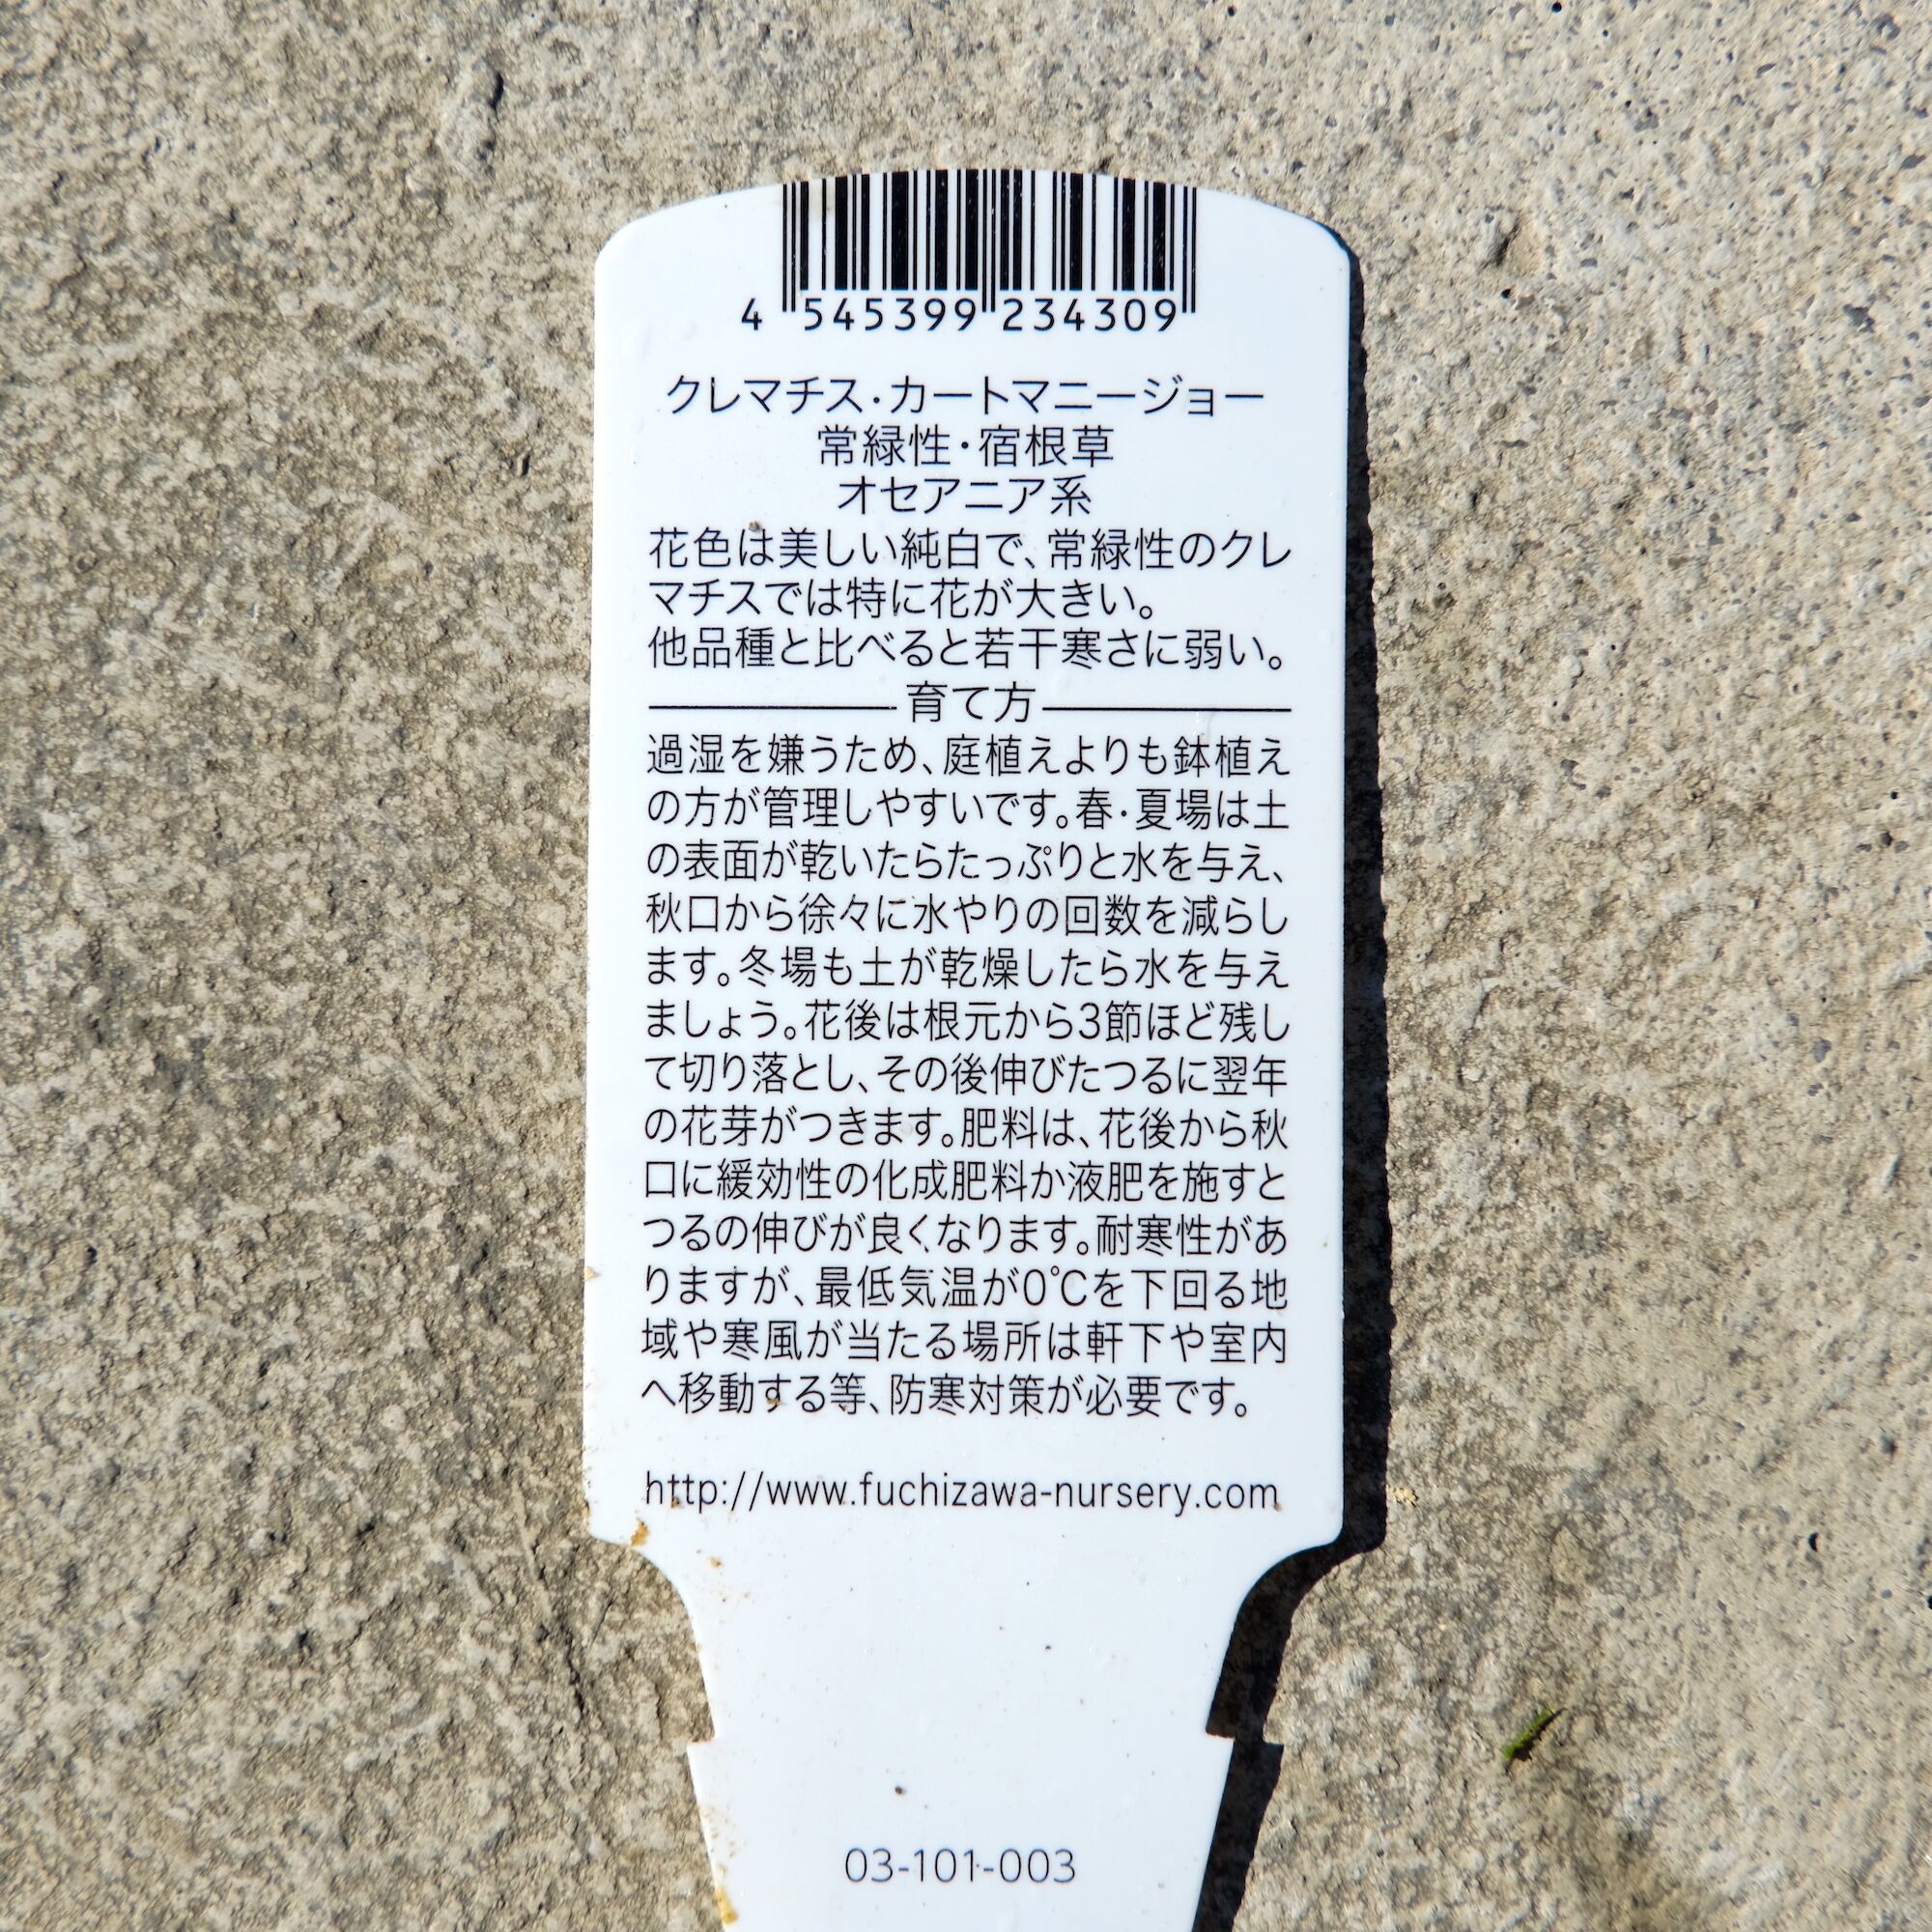 4 545399 234309
クレマチス・カートマニージョー
常緑性・宿根草
オセアニア系
花色は美しい純白で、常緑性のクレ
マチスでは特に花が大きい。
他品種と比べると若干寒さに弱い。
育て方
過湿を嫌うため、庭植えよりも鉢植え
の方が管理しやすいです。春・夏場は土
の表面が乾いたらたっぷりと水を与え、
秋口から徐々に水やりの回数を減らし
ます。冬場も土が乾燥したら水を与え
ましょう。花後は根元から3節ほど残し
て切り落とし、その後伸びたつるに翌年
の花芽がつきます。肥料は、花後から秋
口に緩効性の化成肥料か液肥を施すと
つるの伸びが良くなります。耐寒性があ
りますが、最低気温が0℃を下回る地
域や寒風が当たる場所は軒下や室内
へ移動する等、防寒対策が必要です。
http://www.fuchizawa-nursery.com
03-101-003